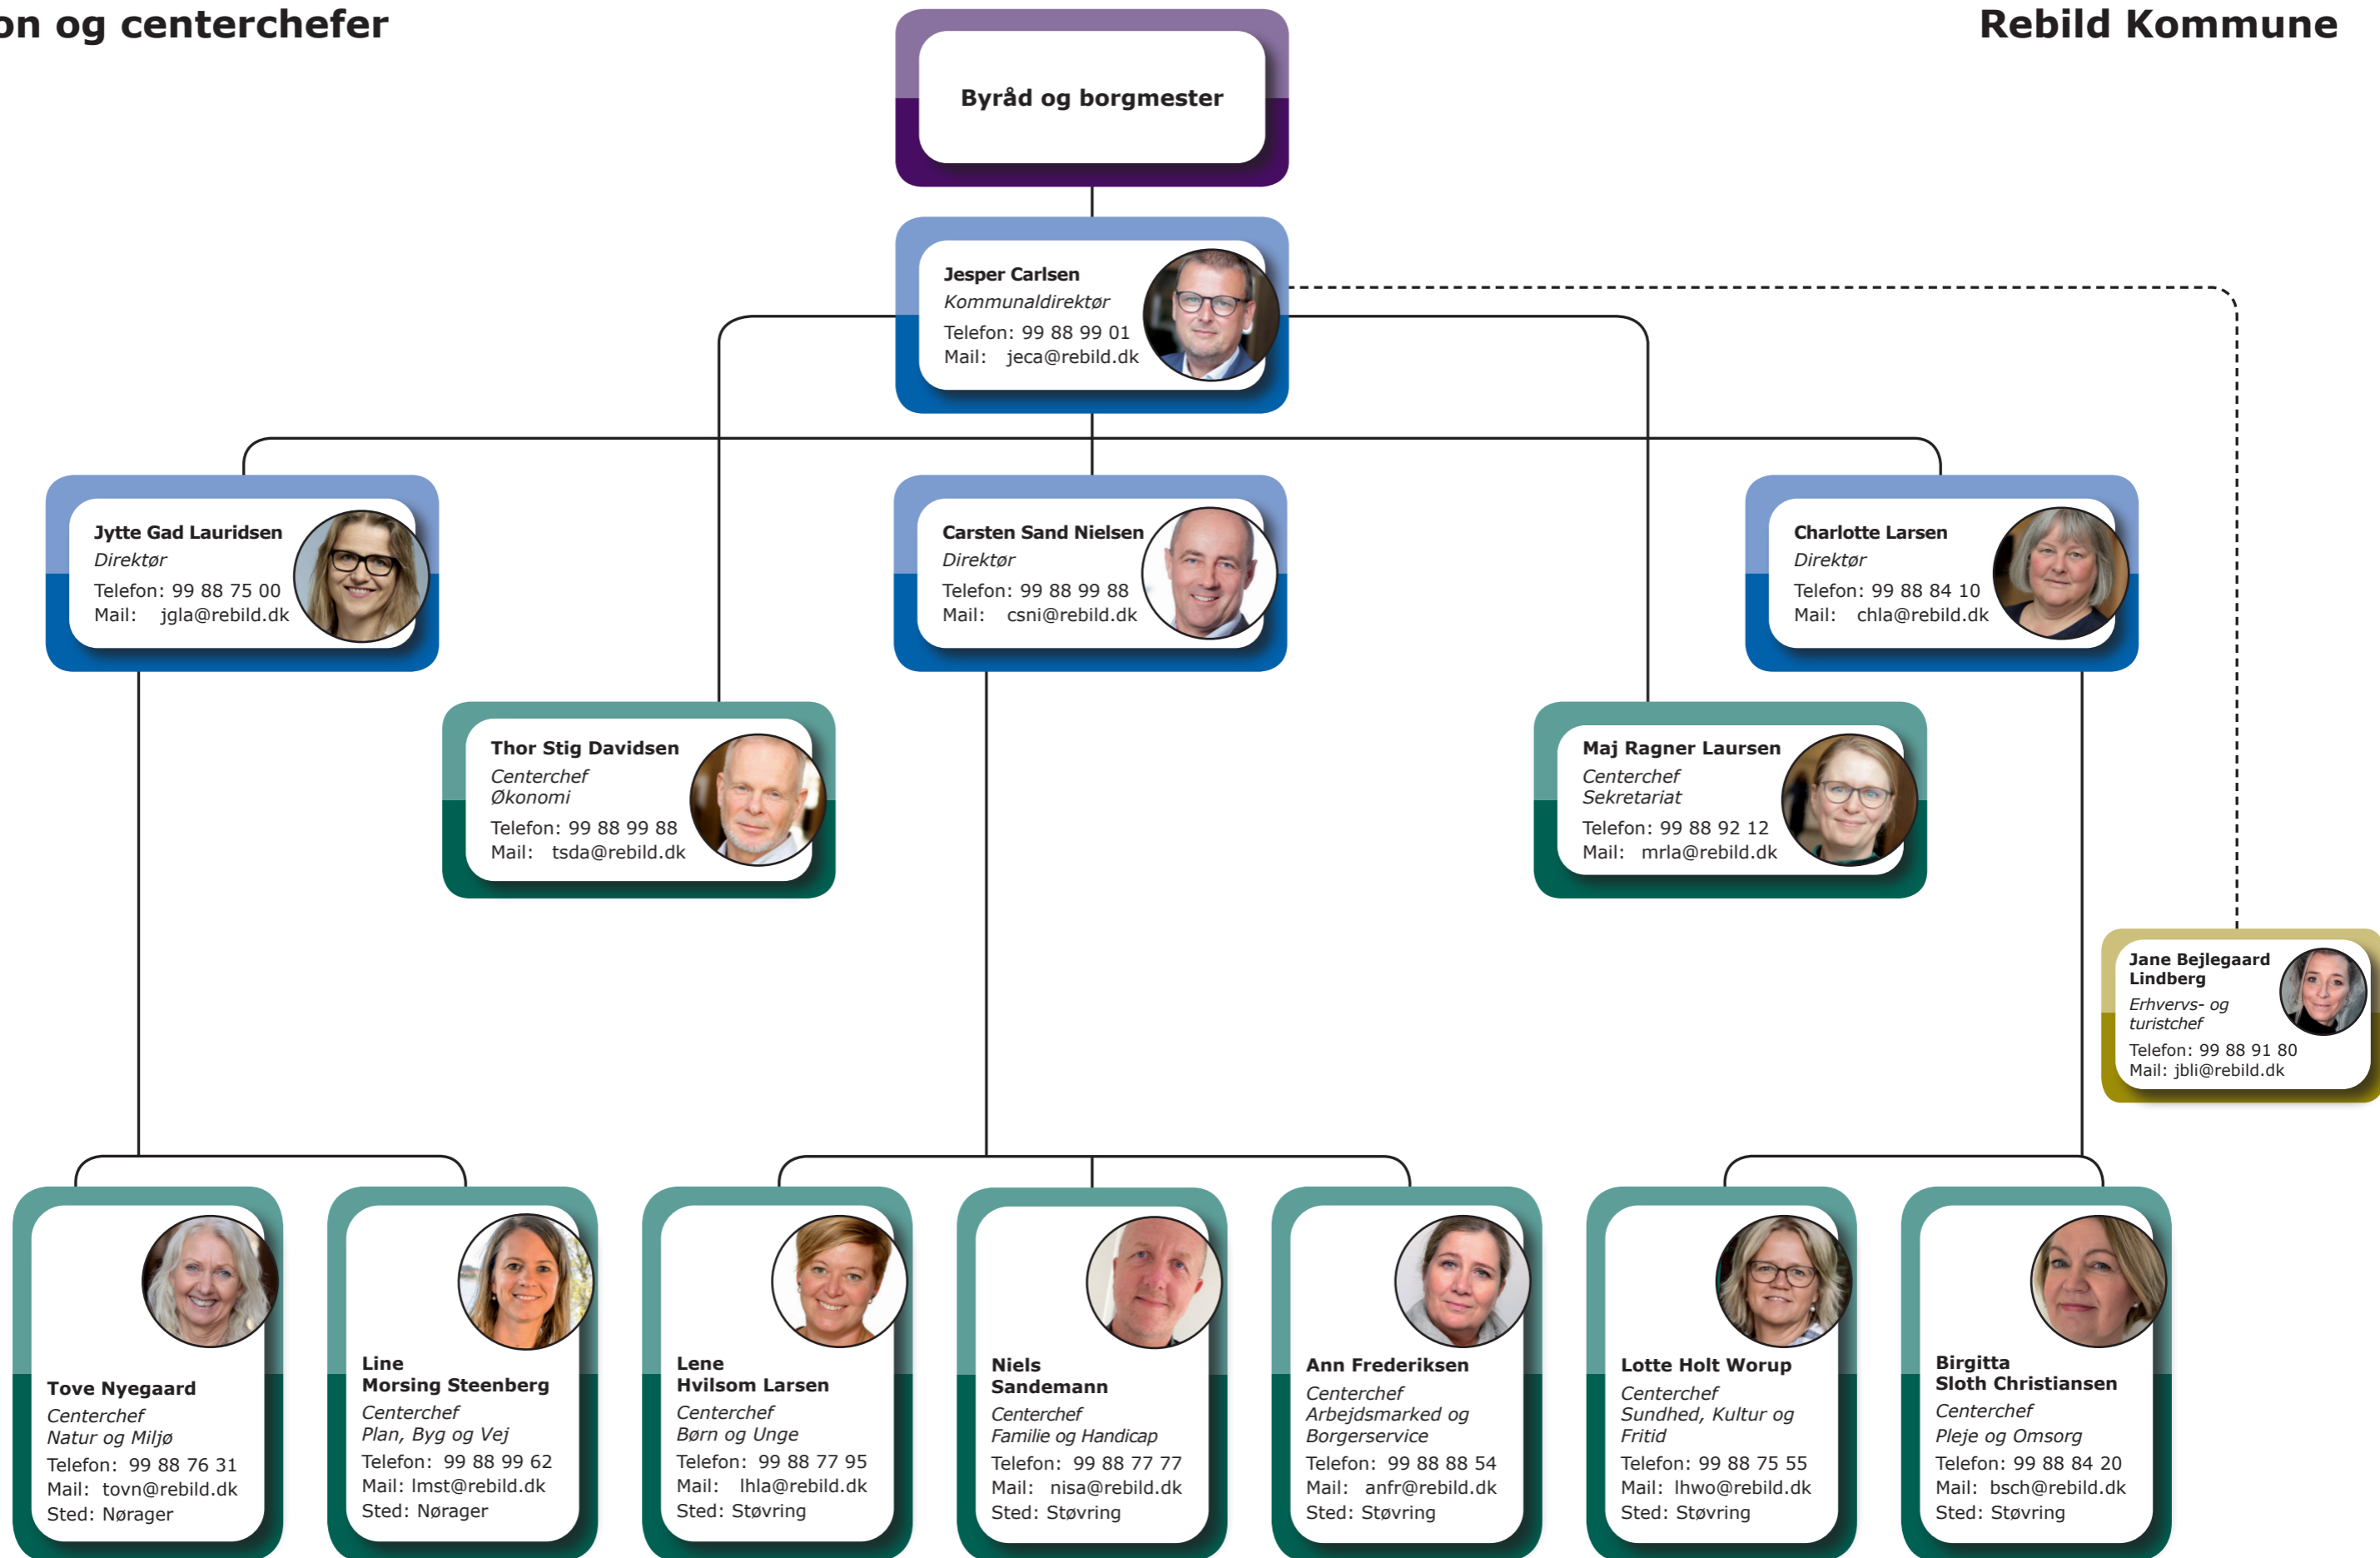 on og centerchefer
Rebild Kommune
Byråd og borgmester
Jesper Carlsen
Kommunaldirektør
Telefon: 99 88 99 01
Mail: jeca@rebild.dk
Jytte Gad Lauridsen
Direktør
Telefon: 99 88 75 00
Mail: jgla@rebild.dk
Carsten Sand Nielsen
Direktør
Telefon: 99 88 99 88
Mail: csni@rebild.dk
Charlotte Larsen
Direktør
Telefon: 99 88 84 10
Mail: chla@rebild.dk
Thor Stig Davidsen
Centerchef
Økonomi
Telefon: 99 88 99 88
Mail: tsda@rebild.dk
Maj Ragner Laursen
Centerchef
Sekretariat
Telefon: 99 88 92 12
Mail: mrla@rebild.dk
Jane Bejlegaard
Lindberg
Erhvervs- og
turistchef
Telefon: 99 88 91 80
Mail: jbli@rebild.dk
Tove Nyegaard
Centerchef
Natur og Miljø
Telefon: 99 88 76 31
Mail: tovn@rebild.dk
Sted: Nørager
Line
Morsing Steenberg
Centerchef
Plan, Byg og Vej
Telefon: 99 88 99 62
Mail: lmst@rebild.dk
Sted: Nørager
Lene
Hvilsom Larsen
Centerchef
Børn og Unge
Telefon: 99 88 77 95
Mail: lhla@rebild.dk
Sted: Støvring
Niels
Sandemann
Centerchef
Familie og Handicap
Telefon: 99 88 77 77
Mail: nisa@rebild.dk
Sted: Støvring
Ann Frederiksen
Centerchef
Arbejdsmarked og
Borgerservice
Telefon: 99 88 88 54
Mail: anfr@rebild.dk
Sted: Støvring
Lotte Holt Worup
Centerchef
Sundhed, Kultur og
Fritid
Telefon: 99 88 75 55
Mail: lhwo@rebild.dk
Sted: Støvring
Birgitta
Sloth Christiansen
Centerchef
Pleje og Omsorg
Telefon: 99 88 84 20
Mail: bsch@rebild.dk
Sted: Støvring